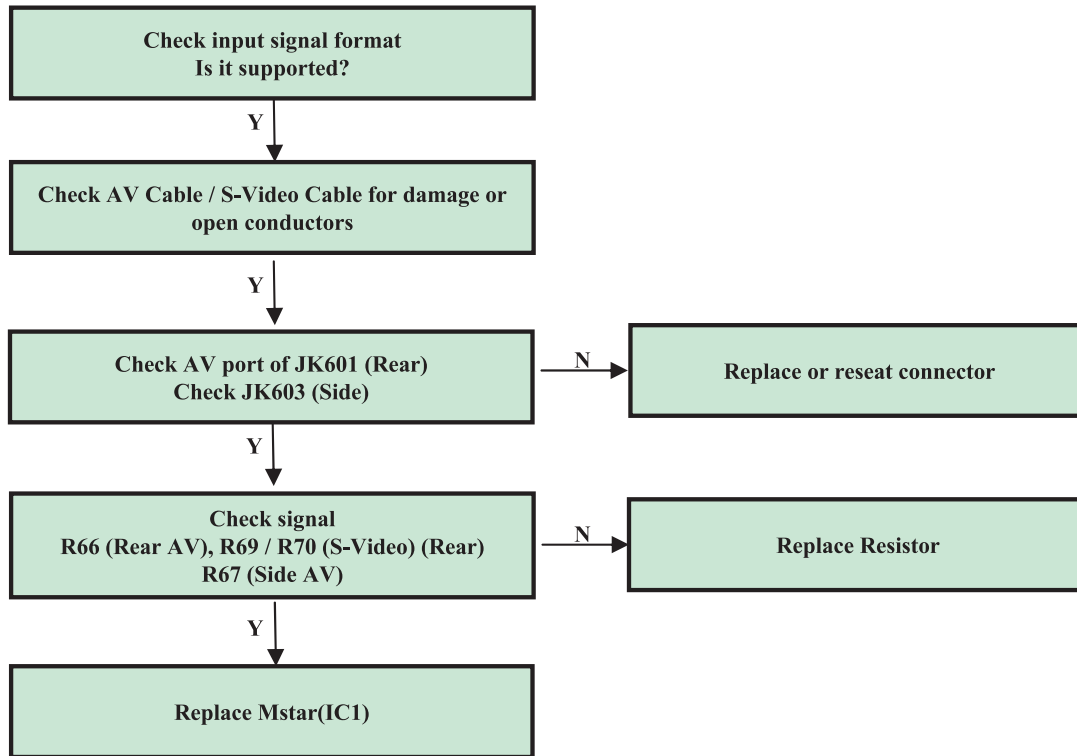 Check input signal format
Is it supported?
Y
Check AV Cable / S-Video Cable for damage or
open conductors
Y
Check AV port of JK601 (Rear)
Check JK603 (Side)
N
Replace or reseat connector
Y
Check signal
R66 (Rear AV), R69 / R70 (S-Video) (Rear)
R67 (Side AV)
N
Replace Resistor
Y
Replace Mstar(IC1)